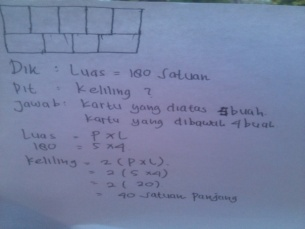 Dik : Luas = 180 satuan
Dit : Keliling ?
Jawab : Kartu yang diatas 5 buah
Kartu yang dibawah 4 buah
Luas = P x L
180 = 5 x 4
Keliling = 2 ( P x L )
= 2 ( 5 x 4 )
= 2 ( 20 )
= 40 satuan panjang